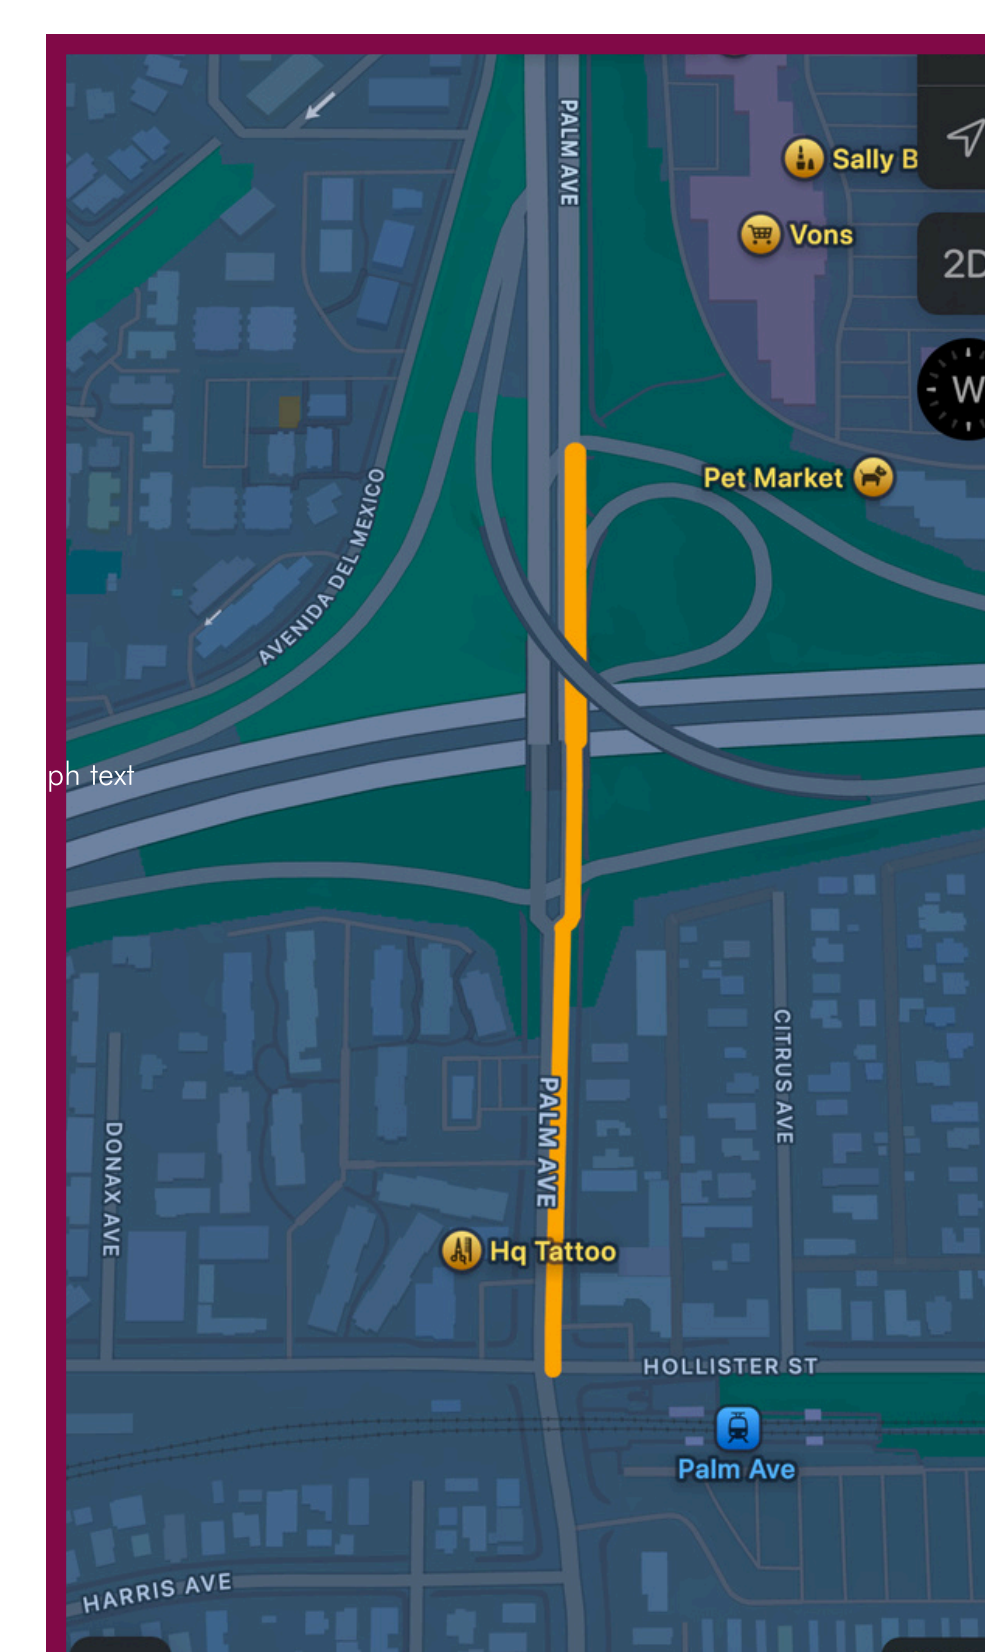 PALM AVE
Sally B
Vons
2D
W
Pet Market
AVENIDA DEL MEXICO
ph text
CITRUS AVE
PALM AVE
DONAX AVE
Hq Tattoo
HOLLISTER ST
Palm Ave
HARRIS AVE